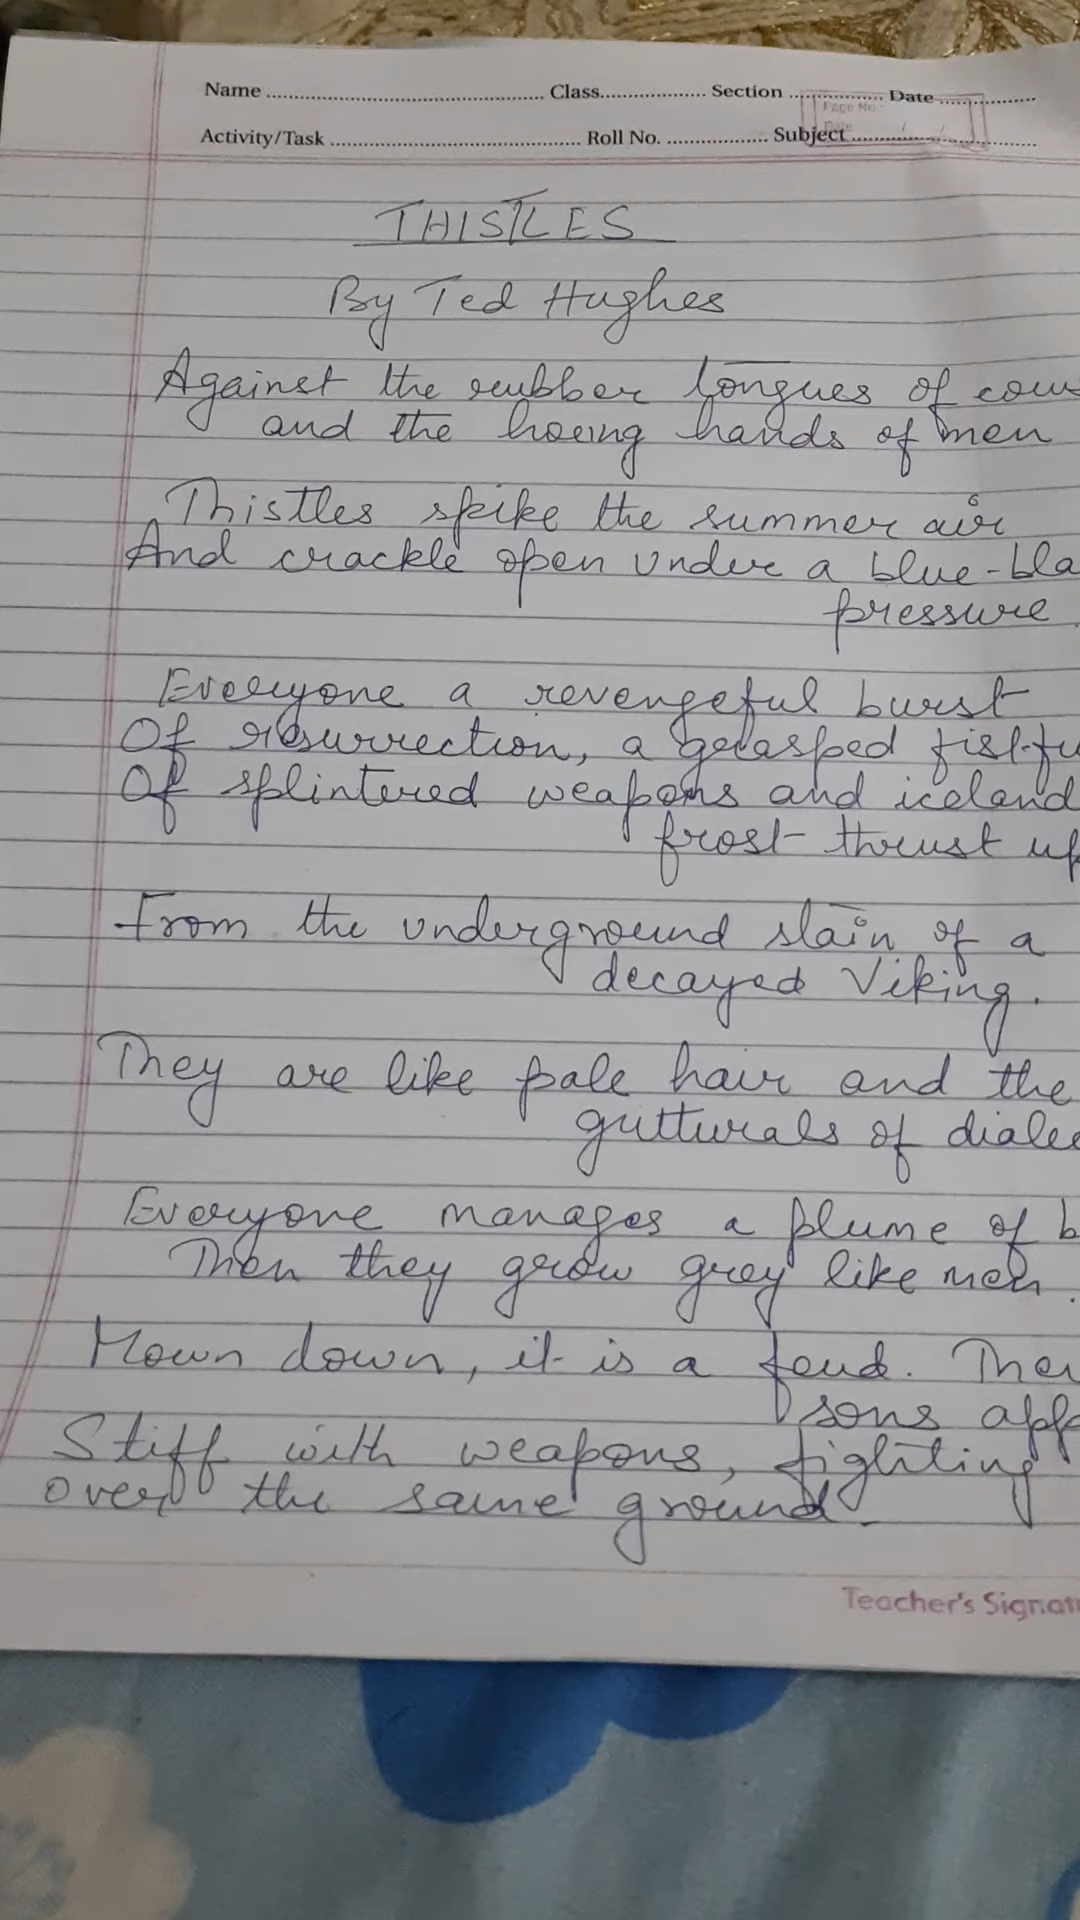 Name ........ Class........ Section ........ Date ........
Page No.:
Activity/Task ........ Roll No. ........ Subject ........
Date
THISTLES
By Ted Hughes
Against the rubber tongues of cow
and the hoeing hands of men
Thistles spike the summer air
And crackle open under a blue-bla
pressure.
Everyone a revengeful burst
Of resurrection, a grasped fist-fu
Of splintered weapons and iceland
frost thrust up
From the underground stain of a
decayed Viking.
They are like pale hair and the
gutturals of diale
Everyone manages a plume of b
Then they grow grey like men.
Mown down, it is a feud. Thei
sons app
Stiff with weapons, fighting
over the same ground.
Teacher's Signat